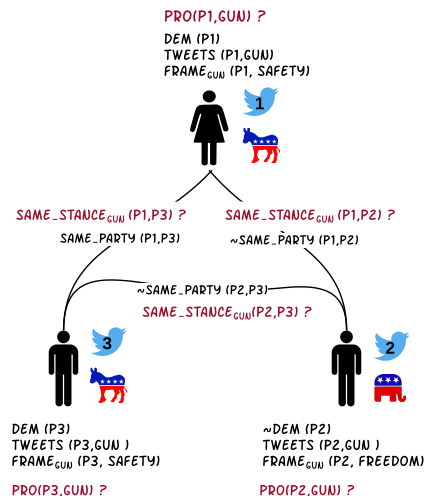 PRO(P1,GUN) ?
DEM (P1)
TWEETS (P1,GUN)
FRAME_GUN (P1, SAFETY)
1
SAME_STANCE_GUN (P1,P3) ?
SAME_STANCE_GUN (P1,P2) ?
SAME_PARTY (P1,P3)
~SAME_PARTY (P1,P2)
~SAME_PARTY (P2,P3)
SAME_STANCE_GUN(P2,P3) ?
3
2
DEM (P3)
TWEETS (P3,GUN )
FRAME_GUN (P3, SAFETY)
PRO(P3,GUN) ?
~DEM (P2)
TWEETS (P2,GUN )
FRAME_GUN (P2, FREEDOM)
PRO(P2,GUN) ?